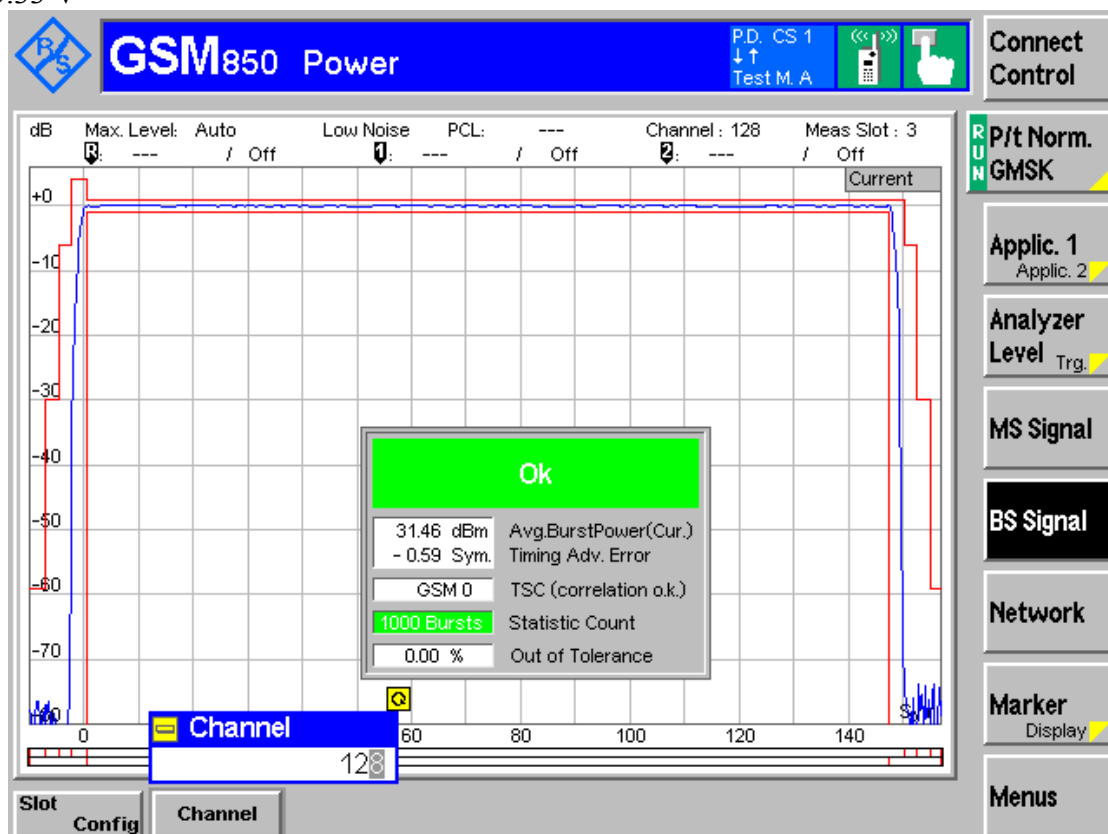 R&S GSM850 Power P.D. CS 1
↓↑
Test M. A
Connect
Control
dB Max. Level: Auto Low Noise PCL: --- Channel : 128 Meas Slot : 3
R: --- / Off 1: --- / Off 2: --- / Off
Current
RUN
P/t Norm.
GMSK
Applic. 1
Applic. 2
Analyzer
Level Trg.
MS Signal
BS Signal
Network
Marker
Display
Menus
+0
-10
-20
-30
-40
-50
-60
-70
Ok
31.46 dBm Avg.BurstPower(Cur.)
- 0.59 Sym. Timing Adv. Error
GSM 0 TSC (correlation o.k.)
1000 Bursts Statistic Count
0.00 % Out of Tolerance
0 60 80 100 120 140
Channel
128
Slot
Config
Channel